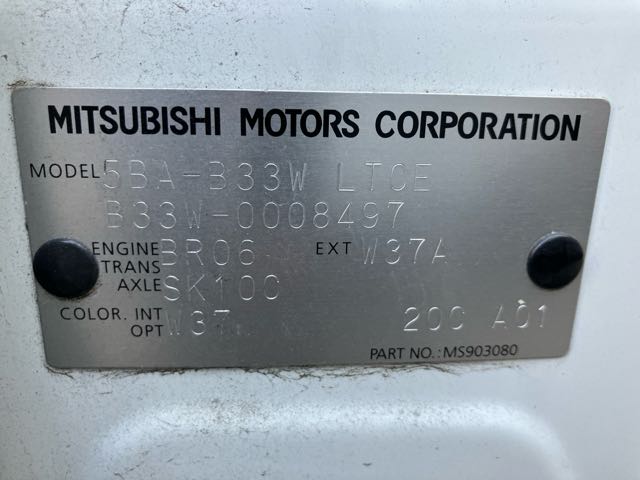 MITSUBISHI MOTORS CORPORATION
MODEL 5BA-B33W LTCE
B33W-0008497
ENGINE BR06 EXT W37A
TRANS AXLE SK10C
COLOR. INT OPT W37 20C A01
PART NO.: MS903080